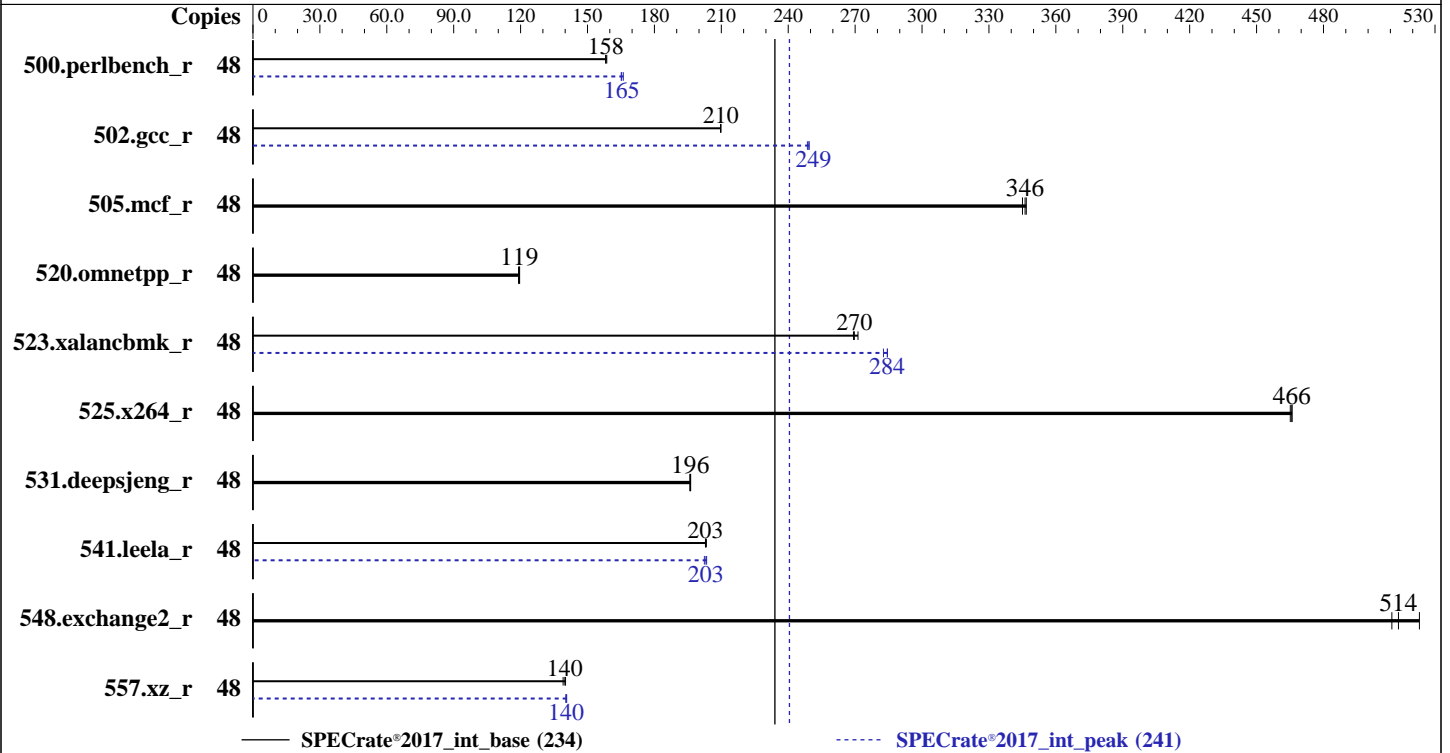 Copies 0 30.0 60.0 90.0 120 150 180 210 240 270 300 330 360 390 420 450 480 530
500.perlbench_r 48 158
165
502.gcc_r 48 210
249
505.mcf_r 48 346
520.omnetpp_r 48 119
523.xalancbmk_r 48 270
284
525.x264_r 48 466
531.deepsjeng_r 48 196
541.leela_r 48 203
203
548.exchange2_r 48 514
557.xz_r 48 140
140
SPECrate®2017_int_base (234) SPECrate®2017_int_peak (241)